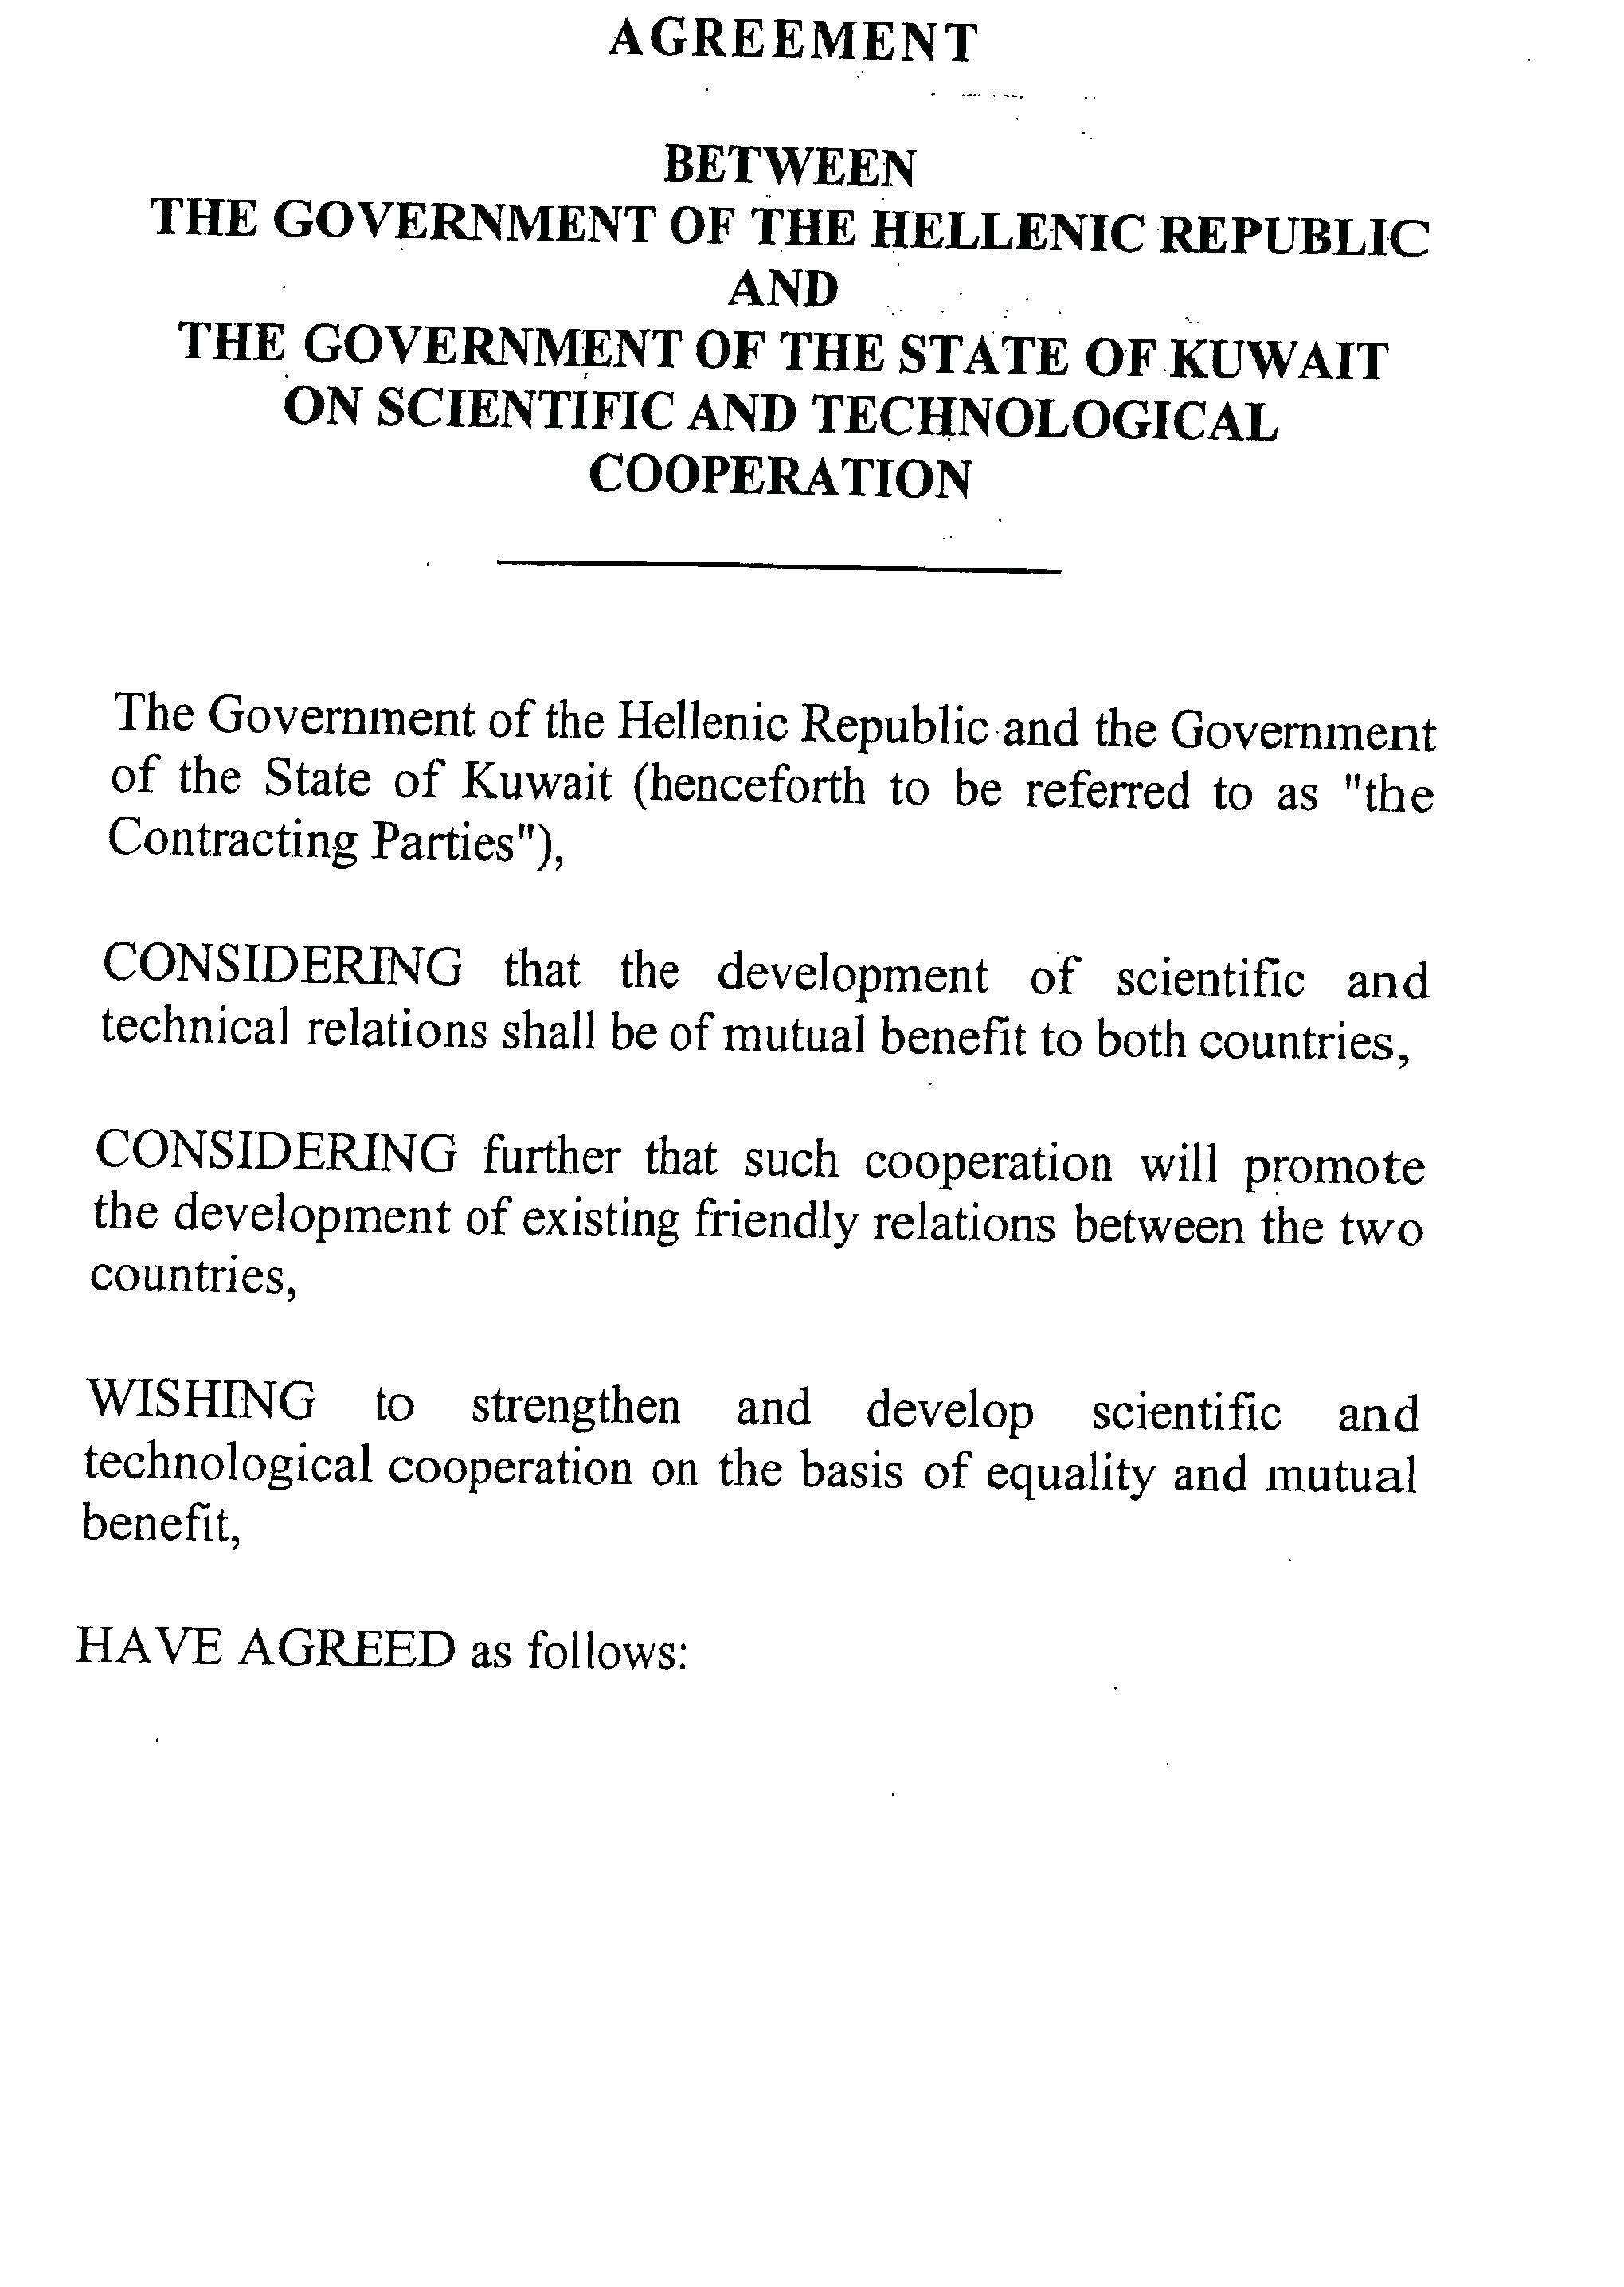 AGREEMENT
BETWEEN
THE GOVERNMENT OF THE HELLENIC REPUBLIC
AND
THE GOVERNMENT OF THE STATE OF KUWAIT
ON SCIENTIFIC AND TECHNOLOGICAL
COOPERATION
The Government of the Hellenic Republic and the Government
of the State of Kuwait (henceforth to be referred to as "the
Contracting Parties"),
CONSIDERING that the development of scientific and
technical relations shall be of mutual benefit to both countries,
CONSIDERING further that such cooperation will promote
the development of existing friendly relations between the two
countries,
WISHING to strengthen and develop scientific and
technological cooperation on the basis of equality and mutual
benefit,
HAVE AGREED as follows: